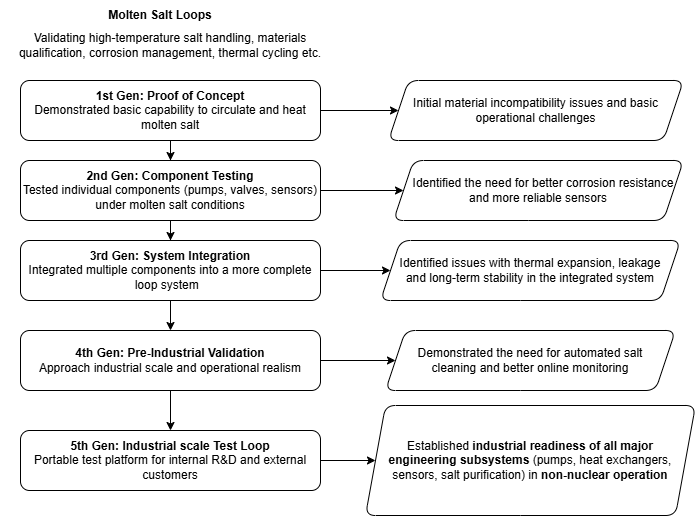 Molten Salt Loops
Validating high-temperature salt handling, materials
qualification, corrosion management, thermal cycling etc.
1st Gen: Proof of Concept
Demonstrated basic capability to circulate and heat
molten salt
Initial material incompatibility issues and basic
operational challenges
2nd Gen: Component Testing
Tested individual components (pumps, valves, sensors)
under molten salt conditions
Identified the need for better corrosion resistance
and more reliable sensors
3rd Gen: System Integration
Integrated multiple components into a more complete
loop system
Identified issues with thermal expansion, leakage
and long-term stability in the integrated system
4th Gen: Pre-Industrial Validation
Approach industrial scale and operational realism
Demonstrated the need for automated salt
cleaning and better online monitoring
5th Gen: Industrial scale Test Loop
Portable test platform for internal R&D and external
customers
Established industrial readiness of all major
engineering subsystems (pumps, heat exchangers,
sensors, salt purification) in non-nuclear operation